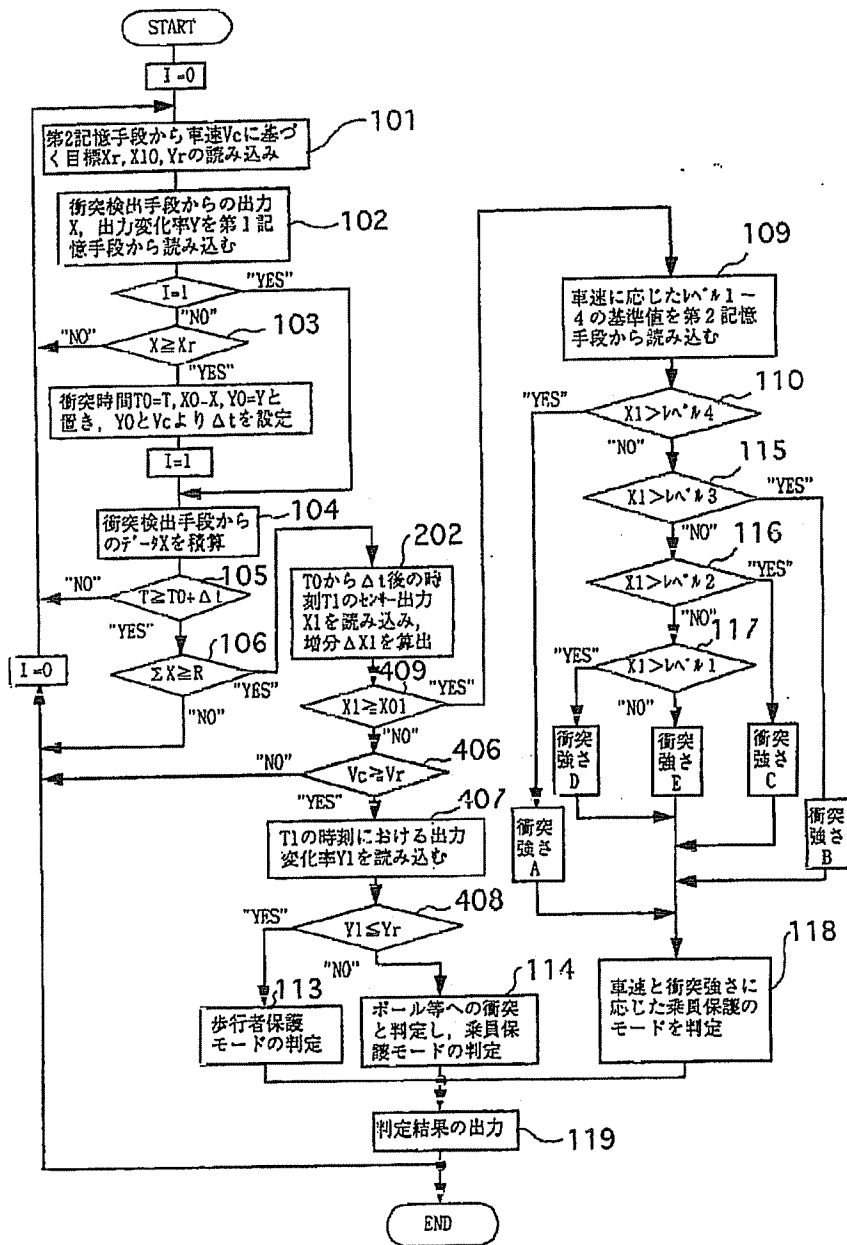 START
I=0
101
第2記憶手段から車速Vcに基づ
く目標Xr,X10,Yrの読み込み
102
衝突検出手段からの出力
X,出力変化率Yを第1記
憶手段から読み込む
I=1
"YES"
"NO"
103
X≧Xr
"NO"
"YES"
衝突時間T0=T,X0-X,Y0=Yと
置き,Y0とVcよりΔtを設定
I=1
104
衝突検出手段から
のデータXを積算
105
T≧T0+Δt
"NO"
"YES"
106
ΣX≧R
"YES"
"NO"
I=0
202
T0からΔt後の時
刻T1のセンサー出力
X1を読み込み,
増分ΔX1を算出
409
X1≧X01
"YES"
"NO"
406
Vc≧Vr
"NO"
"YES"
407
T1の時刻における出力
変化率Y1を読み込む
408
Y1≦Yr
"YES"
"NO"
113
歩行者保護
モードの判定
114
ポール等への衝突
と判定し,乗員保
護モードの判定
109
車速に応じたレベル1~
4の基準値を第2記憶
手段から読み込む
110
X1>レベル4
"YES"
"NO"
115
X1>レベル3
"YES"
"NO"
116
X1>レベル2
"YES"
"NO"
117
X1>レベル1
"YES"
"NO"
衝突
強さ
D
衝突
強さ
E
衝突
強さ
C
衝突
強さ
A
衝突
強さ
B
118
車速と衝突強さに
応じた乗員保護の
モードを判定
判定結果の出力
119
END